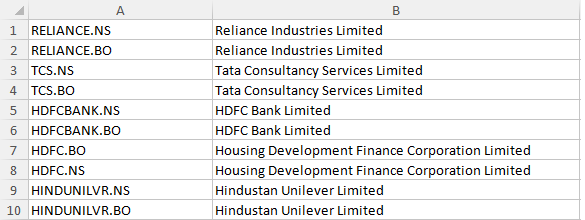 A B
1 RELIANCE.NS Reliance Industries Limited
2 RELIANCE.BO Reliance Industries Limited
3 TCS.NS Tata Consultancy Services Limited
4 TCS.BO Tata Consultancy Services Limited
5 HDFCBANK.NS HDFC Bank Limited
6 HDFCBANK.BO HDFC Bank Limited
7 HDFC.BO Housing Development Finance Corporation Limited
8 HDFC.NS Housing Development Finance Corporation Limited
9 HINDUNILVR.NS Hindustan Unilever Limited
10 HINDUNILVR.BO Hindustan Unilever Limited